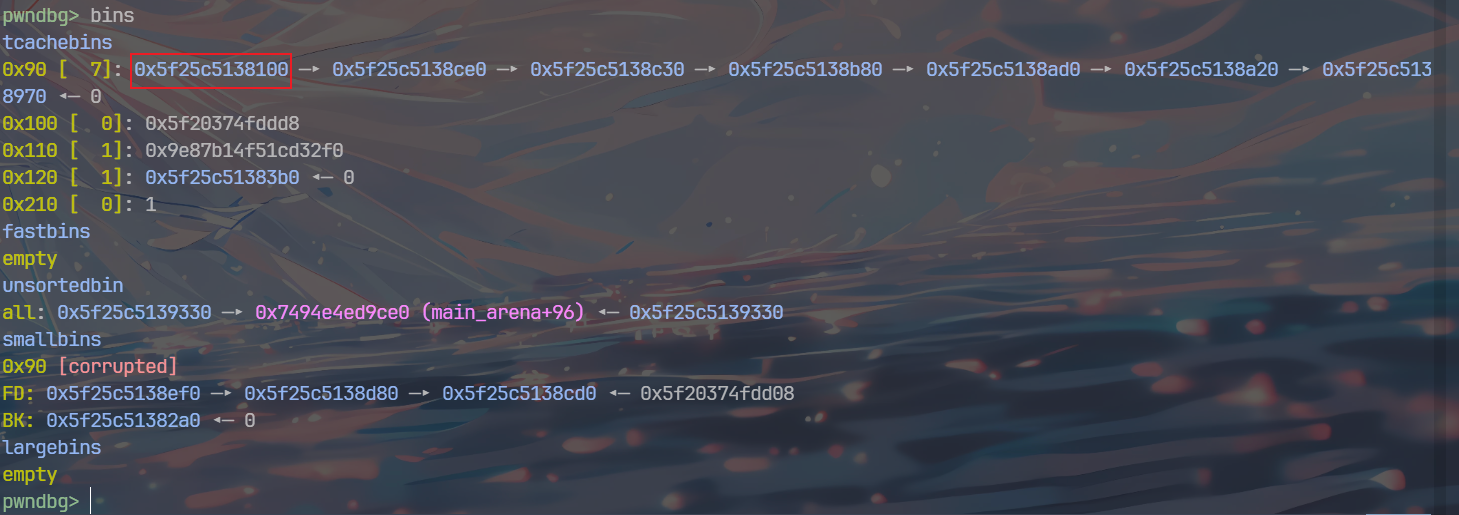 pwndbg> bins
tcachebins
0x90 [  7]: 0x5f25c5138100 —▸ 0x5f25c5138ce0 —▸ 0x5f25c5138c30 —▸ 0x5f25c5138b80 —▸ 0x5f25c5138ad0 —▸ 0x5f25c5138a20 —▸ 0x5f25c513
8970 ◂— 0
0x100 [  0]: 0x5f20374fddd8
0x110 [  1]: 0x9e87b14f51cd32f0
0x120 [  1]: 0x5f25c51383b0 ◂— 0
0x210 [  0]: 1
fastbins
empty
unsortedbin
all: 0x5f25c5139330 —▸ 0x7494e4ed9ce0 (main_arena+96) ◂— 0x5f25c5139330
smallbins
0x90 [corrupted]
FD: 0x5f25c5138ef0 —▸ 0x5f25c5138d80 —▸ 0x5f25c5138cd0 ◂— 0x5f20374fdd08
BK: 0x5f25c51382a0 ◂— 0
largebins
empty
pwndbg>